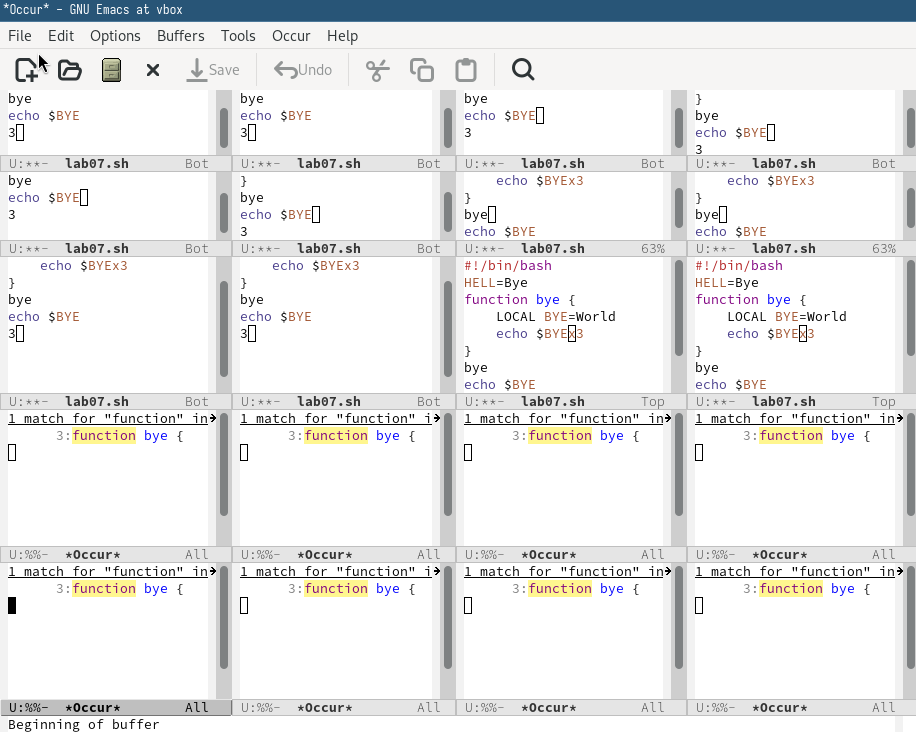 *Occur* – GNU Emacs at vbox
File Edit Options Buffers Tools Occur Help
Save Undo
bye
echo $BYE
3
U:**- lab07.sh Bot
bye
echo $BYE
3
U:**- lab07.sh Bot
bye
echo $BYE
3
U:**- lab07.sh Bot
}
bye
echo $BYE
3
U:**- lab07.sh Bot
bye
echo $BYE
3
U:**- lab07.sh Bot
}
bye
echo $BYE
3
U:**- lab07.sh Bot
echo $BYEx3
}
bye
echo $BYE
U:**- lab07.sh 63%
echo $BYEx3
}
bye
echo $BYE
U:**- lab07.sh 63%
echo $BYEx3
}
bye
echo $BYE
3
U:**- lab07.sh Bot
echo $BYEx3
}
bye
echo $BYE
3
U:**- lab07.sh Bot
#!/bin/bash
HELL=Bye
function bye {
LOCAL BYE=World
echo $BYEx3
}
bye
echo $BYE
U:**- lab07.sh Top
#!/bin/bash
HELL=Bye
function bye {
LOCAL BYE=World
echo $BYEx3
}
bye
echo $BYE
U:**- lab07.sh Top
1 match for "function" in
3:function bye {
U:%%- *Occur* All
1 match for "function" i
3:function bye {
U:%%- *Occur* All
1 match for "function" in
3:function bye {
U:%%- *Occur* All
1 match for "function" in
3:function bye {
U:%%- *Occur* All
1 match for "function" in
3:function bye {
U:%%- *Occur* All
1 match for "function" i
3:function bye {
U:%%- *Occur* All
1 match for "function" in
3:function bye {
U:%%- *Occur* All
1 match for "function" in
3:function bye {
U:%%- *Occur* All
Beginning of buffer